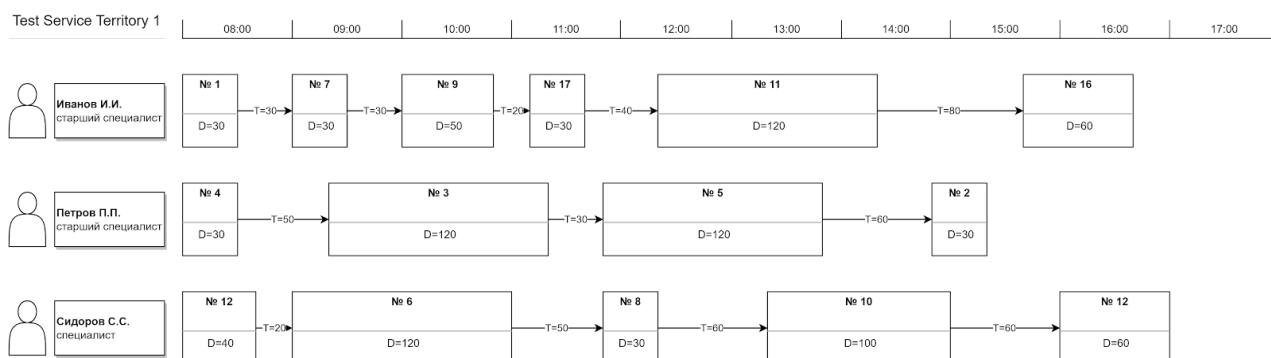 Test Service Territory 1
08:00 09:00 10:00 11:00 12:00 13:00 14:00 15:00 16:00 17:00
Иванов И.И.
старший специалист
№ 1 № 7 № 9 № 17 № 11 № 16
T=30 T=30 T=20 T=40 T=80
D=30 D=30 D=50 D=30 D=120 D=60
Петров П.П.
старший специалист
№ 4 № 3 № 5 № 2
T=50 T=30 T=60
D=30 D=120 D=120 D=30
Сидоров С.С.
специалист
№ 12 № 6 № 8 № 10 № 12
T=20 T=50 T=60 T=60
D=40 D=120 D=30 D=100 D=60